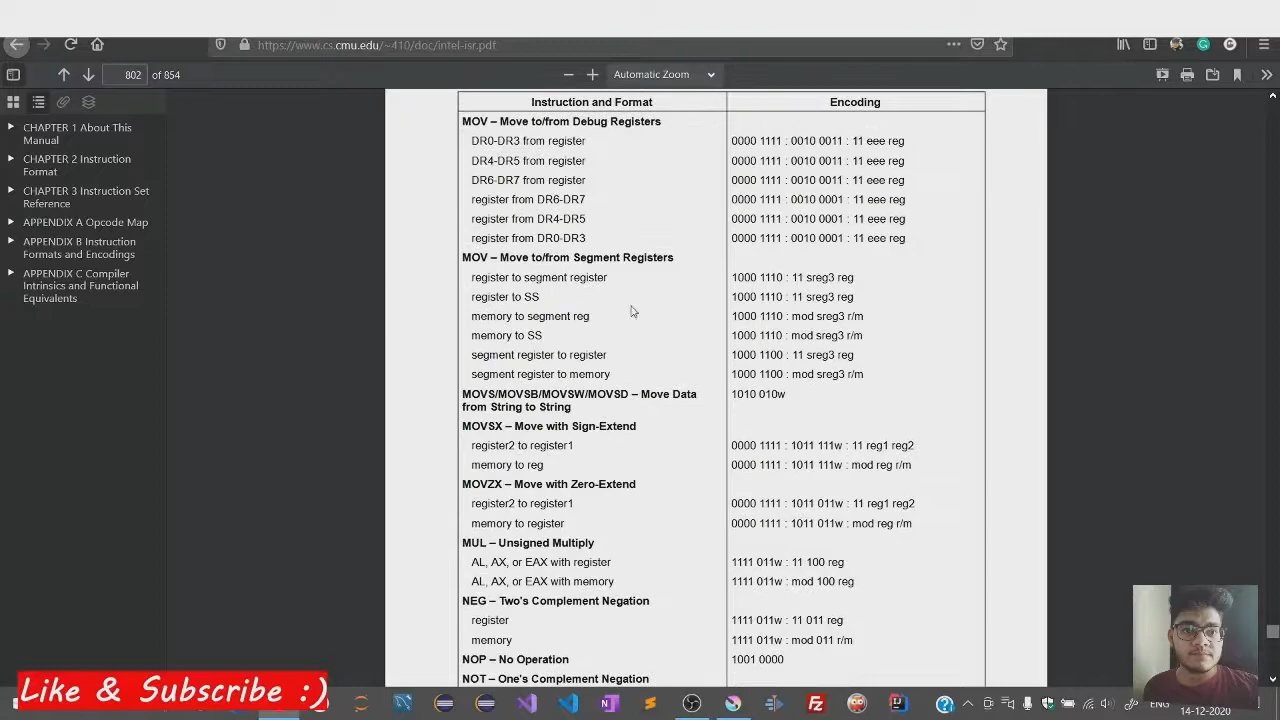 https://www.cs.cmu.edu/~410/doc/intel-isr.pdf
802 of 854
Automatic Zoom
CHAPTER 1 About This
Manual
CHAPTER 2 Instruction
Format
CHAPTER 3 Instruction Set
Reference
APPENDIX A Opcode Map
APPENDIX B Instruction
Formats and Encodings
APPENDIX C Compiler
Intrinsics and Functional
Equivalents
Instruction and Format Encoding
MOV – Move to/from Debug Registers
DR0-DR3 from register 0000 1111 : 0010 0011 : 11 eee reg
DR4-DR5 from register 0000 1111 : 0010 0011 : 11 eee reg
DR6-DR7 from register 0000 1111 : 0010 0011 : 11 eee reg
register from DR6-DR7 0000 1111 : 0010 0001 : 11 eee reg
register from DR4-DR5 0000 1111 : 0010 0001 : 11 eee reg
register from DR0-DR3 0000 1111 : 0010 0001 : 11 eee reg
MOV – Move to/from Segment Registers
register to segment register 1000 1110 : 11 sreg3 reg
register to SS 1000 1110 : 11 sreg3 reg
memory to segment reg 1000 1110 : mod sreg3 r/m
memory to SS 1000 1110 : mod sreg3 r/m
segment register to register 1000 1100 : 11 sreg3 reg
segment register to memory 1000 1100 : mod sreg3 r/m
MOVS/MOVSB/MOVSW/MOVSD – Move Data 1010 010w
from String to String
MOVSX – Move with Sign-Extend
register2 to register1 0000 1111 : 1011 111w : 11 reg1 reg2
memory to reg 0000 1111 : 1011 111w : mod reg r/m
MOVZX – Move with Zero-Extend
register2 to register1 0000 1111 : 1011 011w : 11 reg1 reg2
memory to register 0000 1111 : 1011 011w : mod reg r/m
MUL – Unsigned Multiply
AL, AX, or EAX with register 1111 011w : 11 100 reg
AL, AX, or EAX with memory 1111 011w : mod 100 reg
NEG – Two's Complement Negation
register 1111 011w : 11 011 reg
memory 1111 011w : mod 011 r/m
NOP – No Operation 1001 0000
NOT – One's Complement Negation
Like & Subscribe :)
ENG
14-12-2020